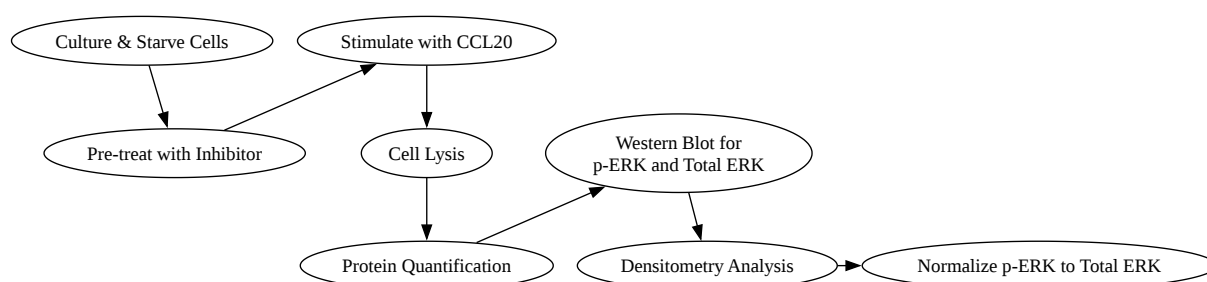 Culture & Starve Cells
Pre-treat with Inhibitor
Stimulate with CCL20
Cell Lysis
Protein Quantification
Western Blot for
p-ERK and Total ERK
Densitometry Analysis
Normalize p-ERK to Total ERK